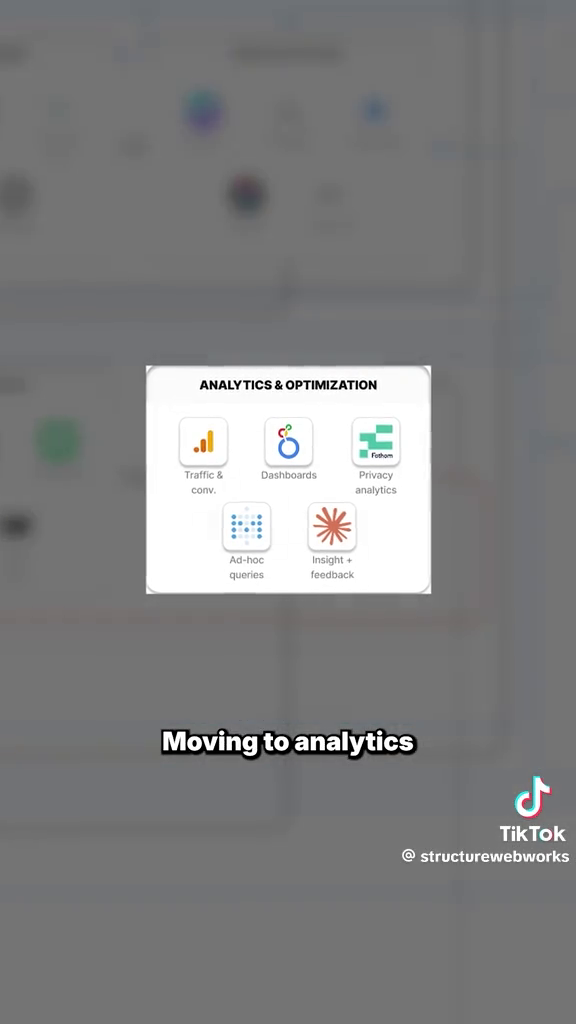 ANALYTICS & OPTIMIZATION
Traffic &
conv.
Dashboards
Fathom
Privacy
analytics
Ad-hoc
queries
Insight +
feedback
Moving to analytics
TikTok
@ structurewebworks